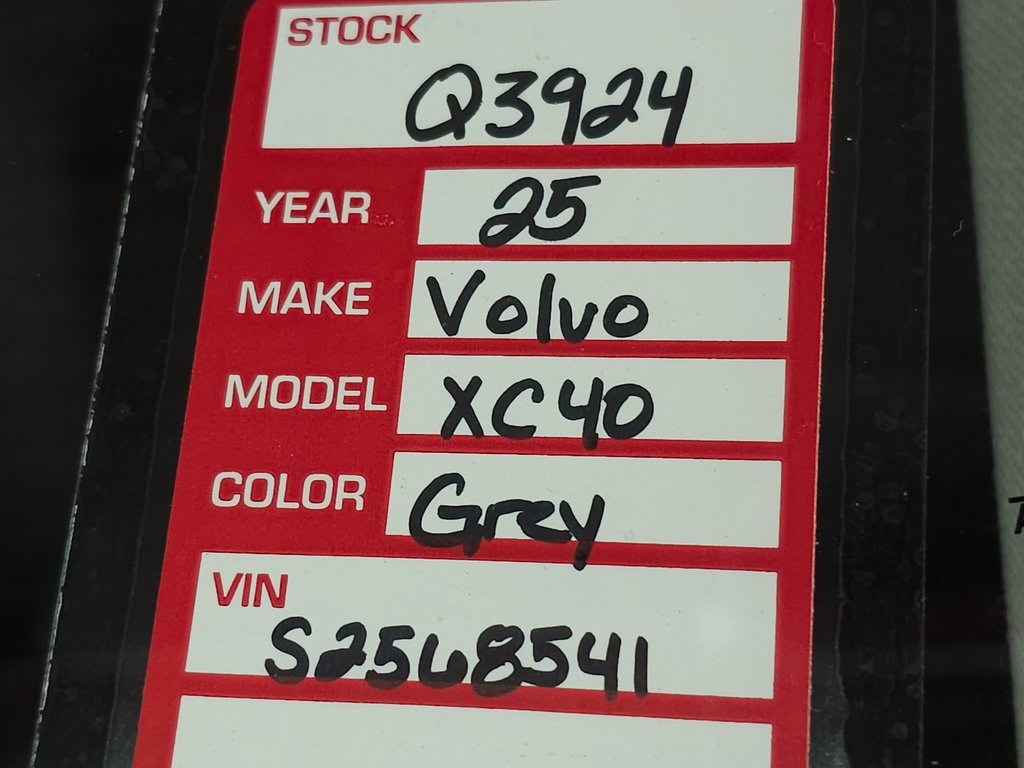 STOCK
Q3924
YEAR 25
MAKE Volvo
MODEL XC40
COLOR Grey
VIN
S2568541